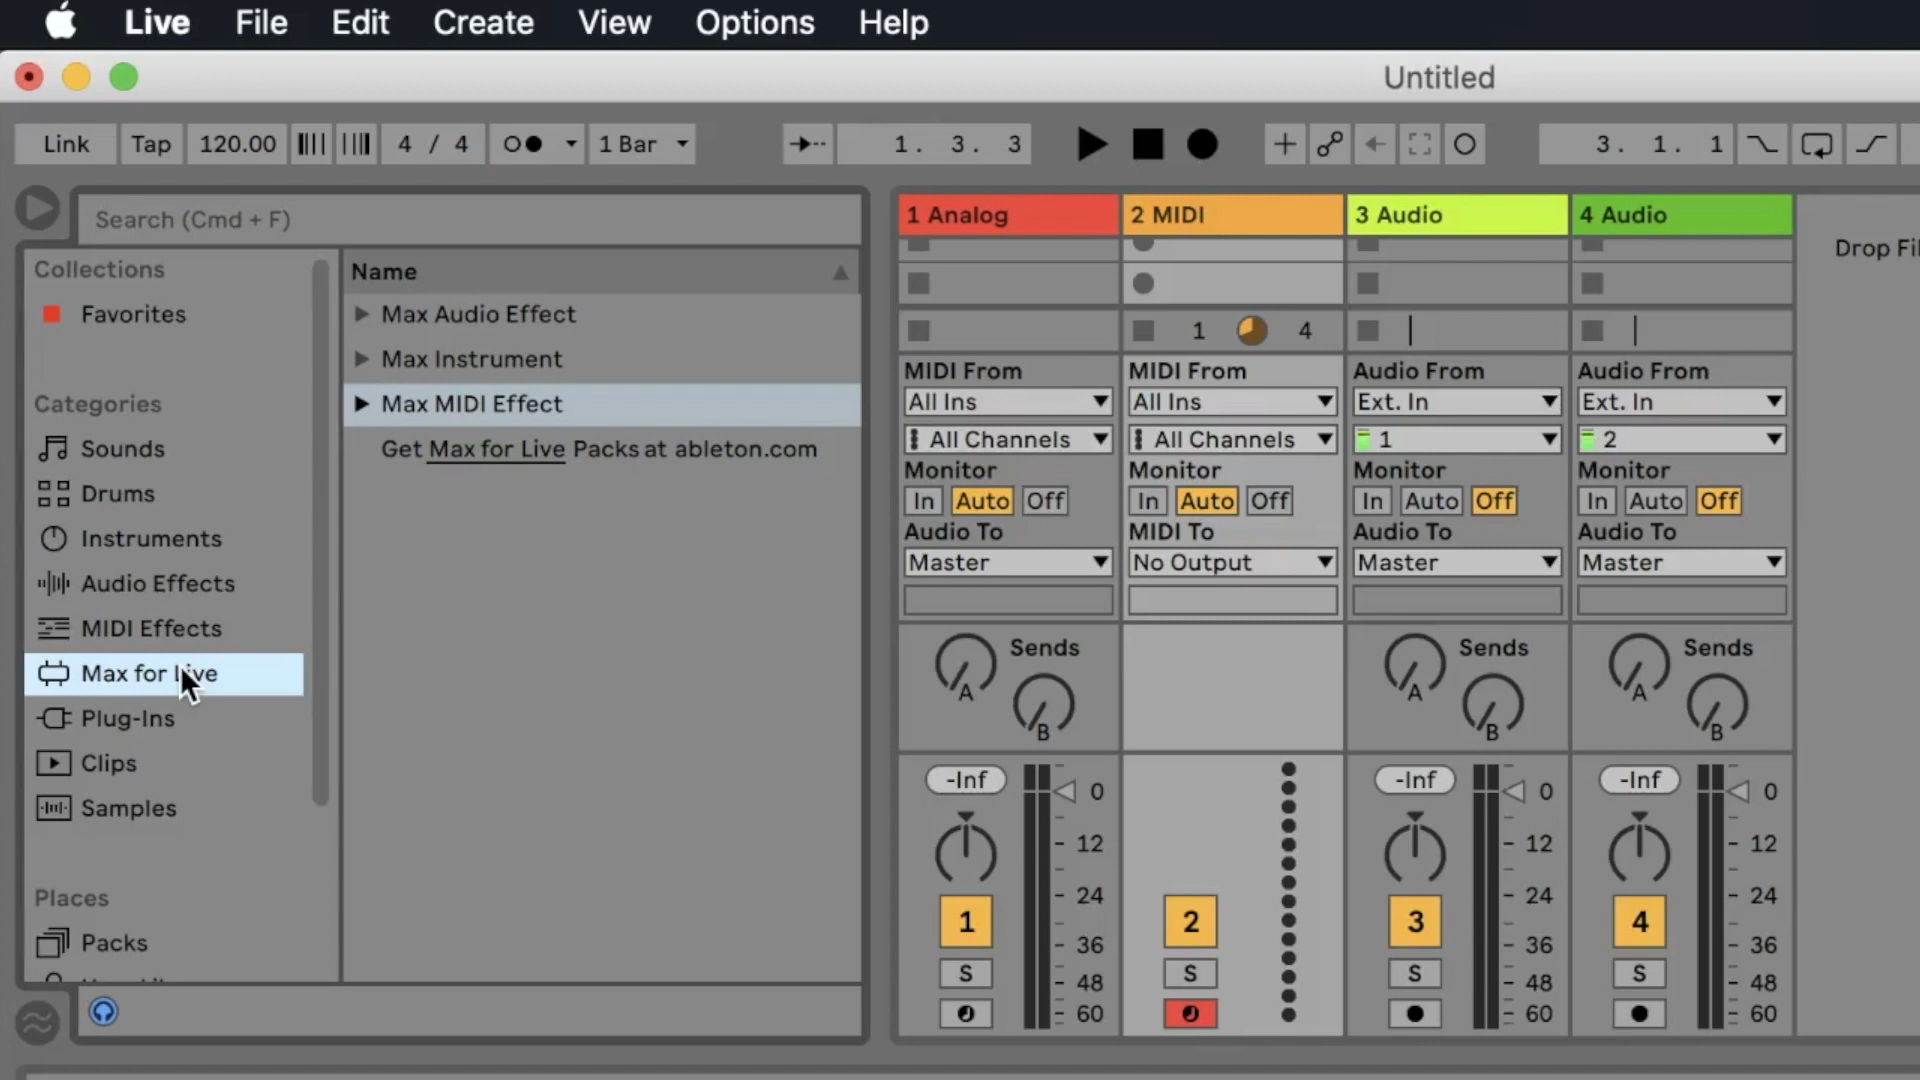 Live File Edit Create View Options Help
Untitled
Link Tap 120.00 4 / 4 1 Bar 1. 3. 3 3. 1. 1
Search (Cmd + F)
Collections
Favorites
Categories
Sounds
Drums
Instruments
Audio Effects
MIDI Effects
Max for Live
Plug-Ins
Clips
Samples
Places
Packs
Name
Max Audio Effect
Max Instrument
Max MIDI Effect
Get Max for Live Packs at ableton.com
1 Analog 2 MIDI 3 Audio 4 Audio
Drop Fil
1 4
MIDI From MIDI From Audio From Audio From
All Ins All Ins Ext. In Ext. In
All Channels All Channels 1 2
Monitor Monitor Monitor Monitor
In Auto Off In Auto Off In Auto Off In Auto Off
Audio To MIDI To Audio To Audio To
Master No Output Master Master
Sends Sends Sends
A A A
B B B
-Inf 0 -Inf 0 -Inf 0
12 12 12
24 24 24
1 2 3 4
36 36 36
S S S S
48 48 48
60 60 60